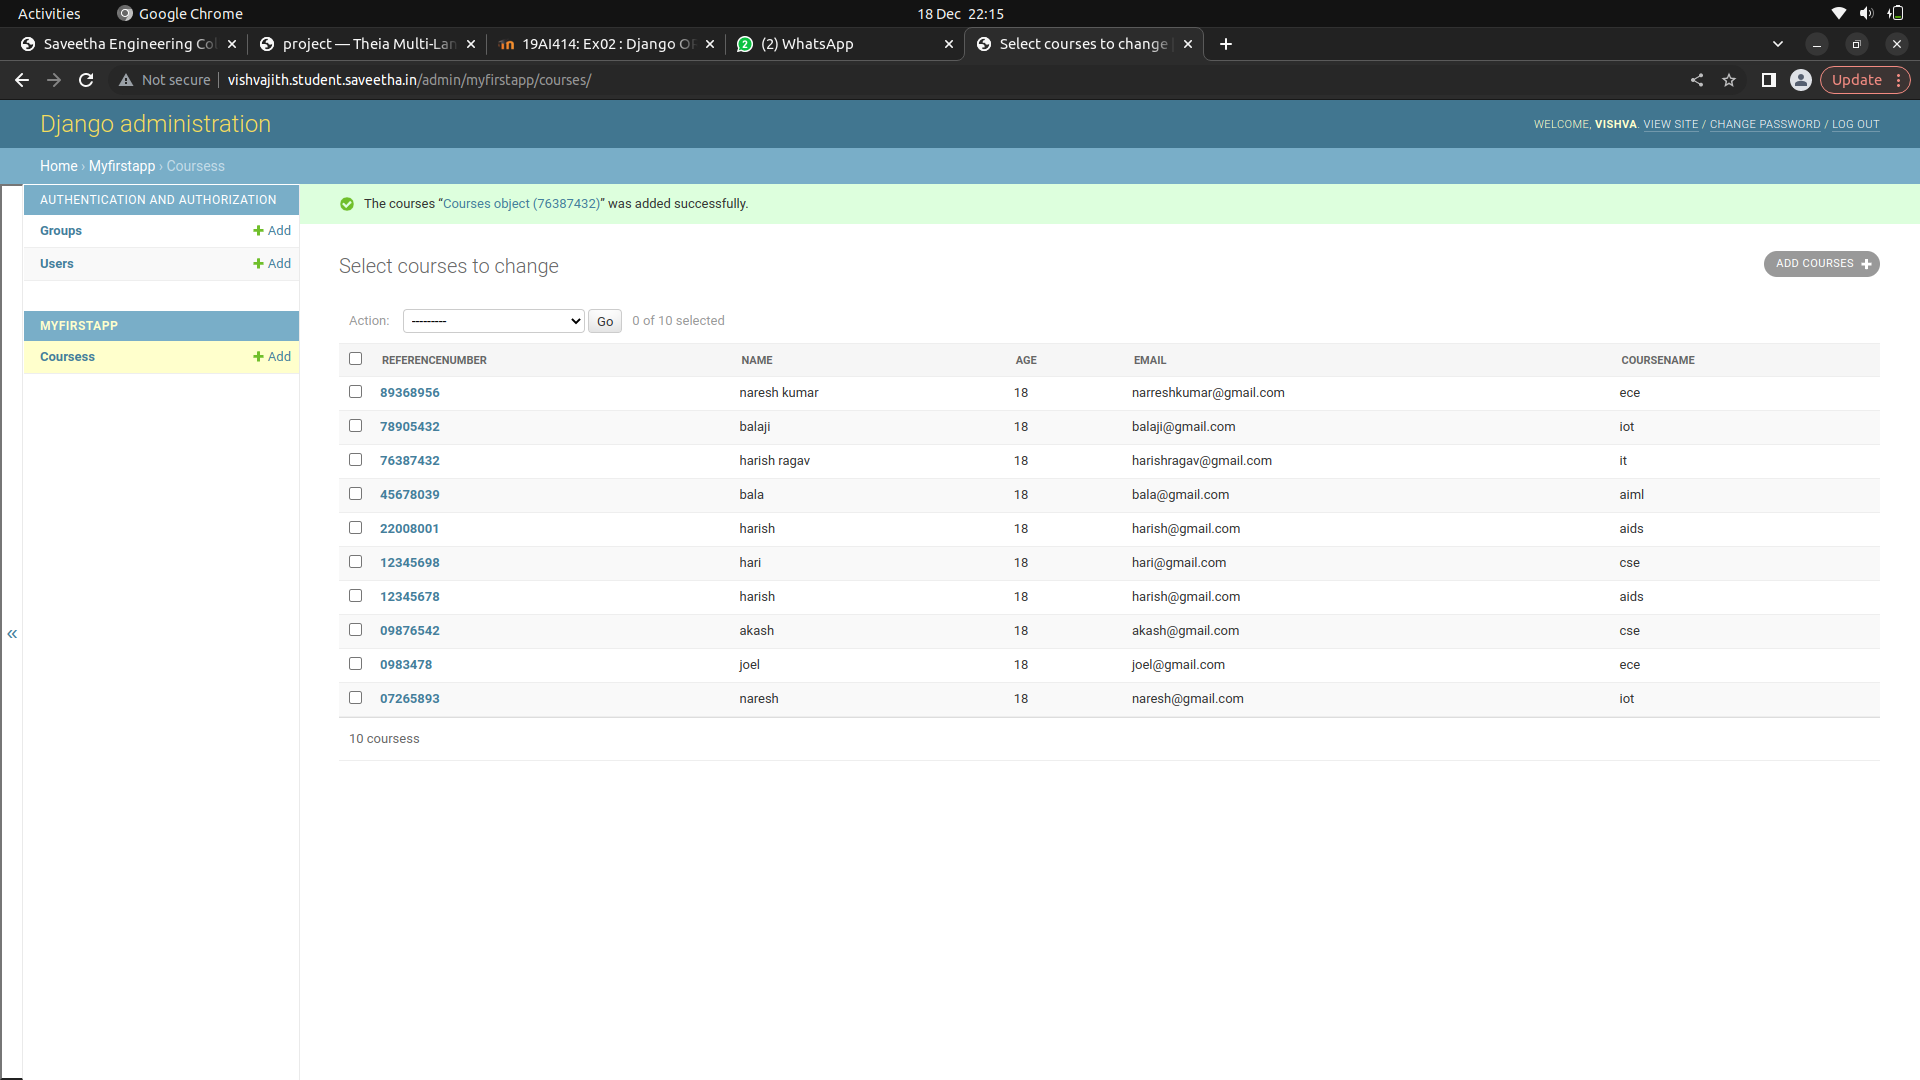 Activities Google Chrome 18 Dec 22:15
Saveetha Engineering Col project — Theia Multi-Lan 19AI414: Ex02 : Django OR (2) WhatsApp Select courses to change
Not secure vishvajith.student.saveetha.in/admin/myfirstapp/courses/ Update
Django administration WELCOME, VISHVA. VIEW SITE / CHANGE PASSWORD / LOG OUT
Home › Myfirstapp › Coursess
AUTHENTICATION AND AUTHORIZATION
Groups Add
Users Add
MYFIRSTAPP
Coursess Add
«
The courses “Courses object (76387432)” was added successfully.
Select courses to change ADD COURSES
Action: --------- Go 0 of 10 selected
REFERENCENUMBER NAME AGE EMAIL COURSENAME
89368956 naresh kumar 18 narreshkumar@gmail.com ece
78905432 balaji 18 balaji@gmail.com iot
76387432 harish ragav 18 harishragav@gmail.com it
45678039 bala 18 bala@gmail.com aiml
22008001 harish 18 harish@gmail.com aids
12345698 hari 18 hari@gmail.com cse
12345678 harish 18 harish@gmail.com aids
09876542 akash 18 akash@gmail.com cse
0983478 joel 18 joel@gmail.com ece
07265893 naresh 18 naresh@gmail.com iot
10 coursess